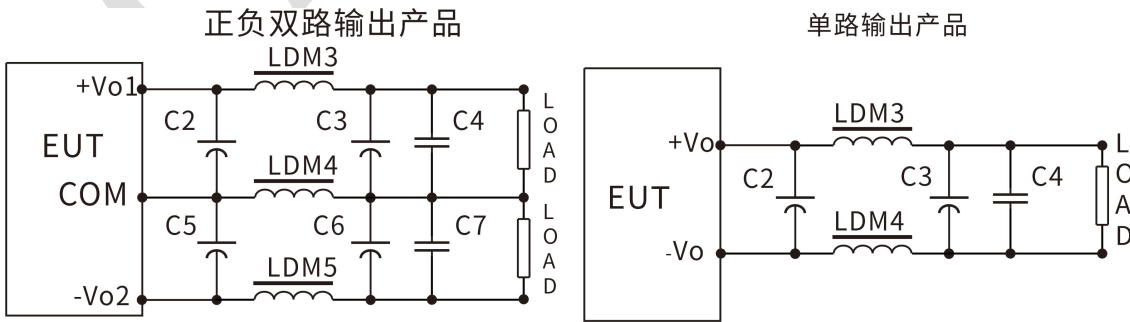 正负双路输出产品
LDM3
+Vo1
C2
C3
C4
LOAD
EUT
LDM4
COM
C5
C6
C7
LOAD
LDM5
-Vo2
单路输出产品
LDM3
+Vo
C2
C3
C4
LOAD
EUT
LDM4
-Vo